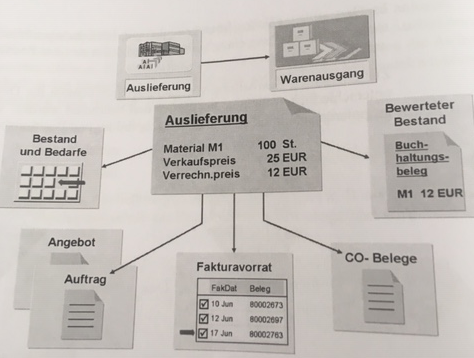 Auslieferung
Warenausgang
Auslieferung
Material M1 100 St.
Verkaufspreis 25 EUR
Verrechn.preis 12 EUR
Bestand
und Bedarfe
Bewerteter
Bestand
Buch-
haltungs-
beleg
M1 12 EUR
Angebot
Auftrag
Fakturavorrat
FakDat Beleg
10 Jun 80002673
12 Jun 80002697
17 Jun 80002763
CO- Belege